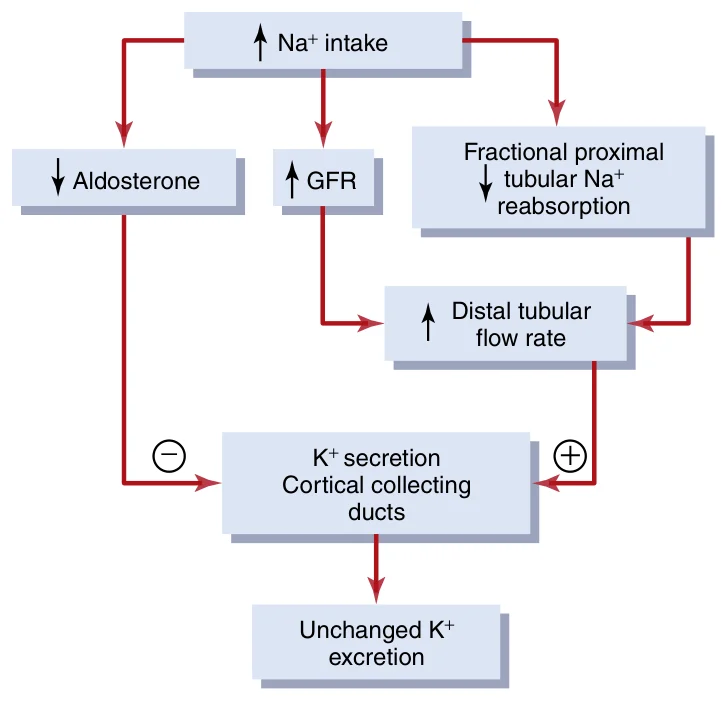 ↑ Na⁺ intake
↓ Aldosterone
↑ GFR
Fractional proximal
↓ tubular Na⁺
reabsorption
↑ Distal tubular
flow rate
−
+
K⁺ secretion
Cortical collecting
ducts
Unchanged K⁺
excretion